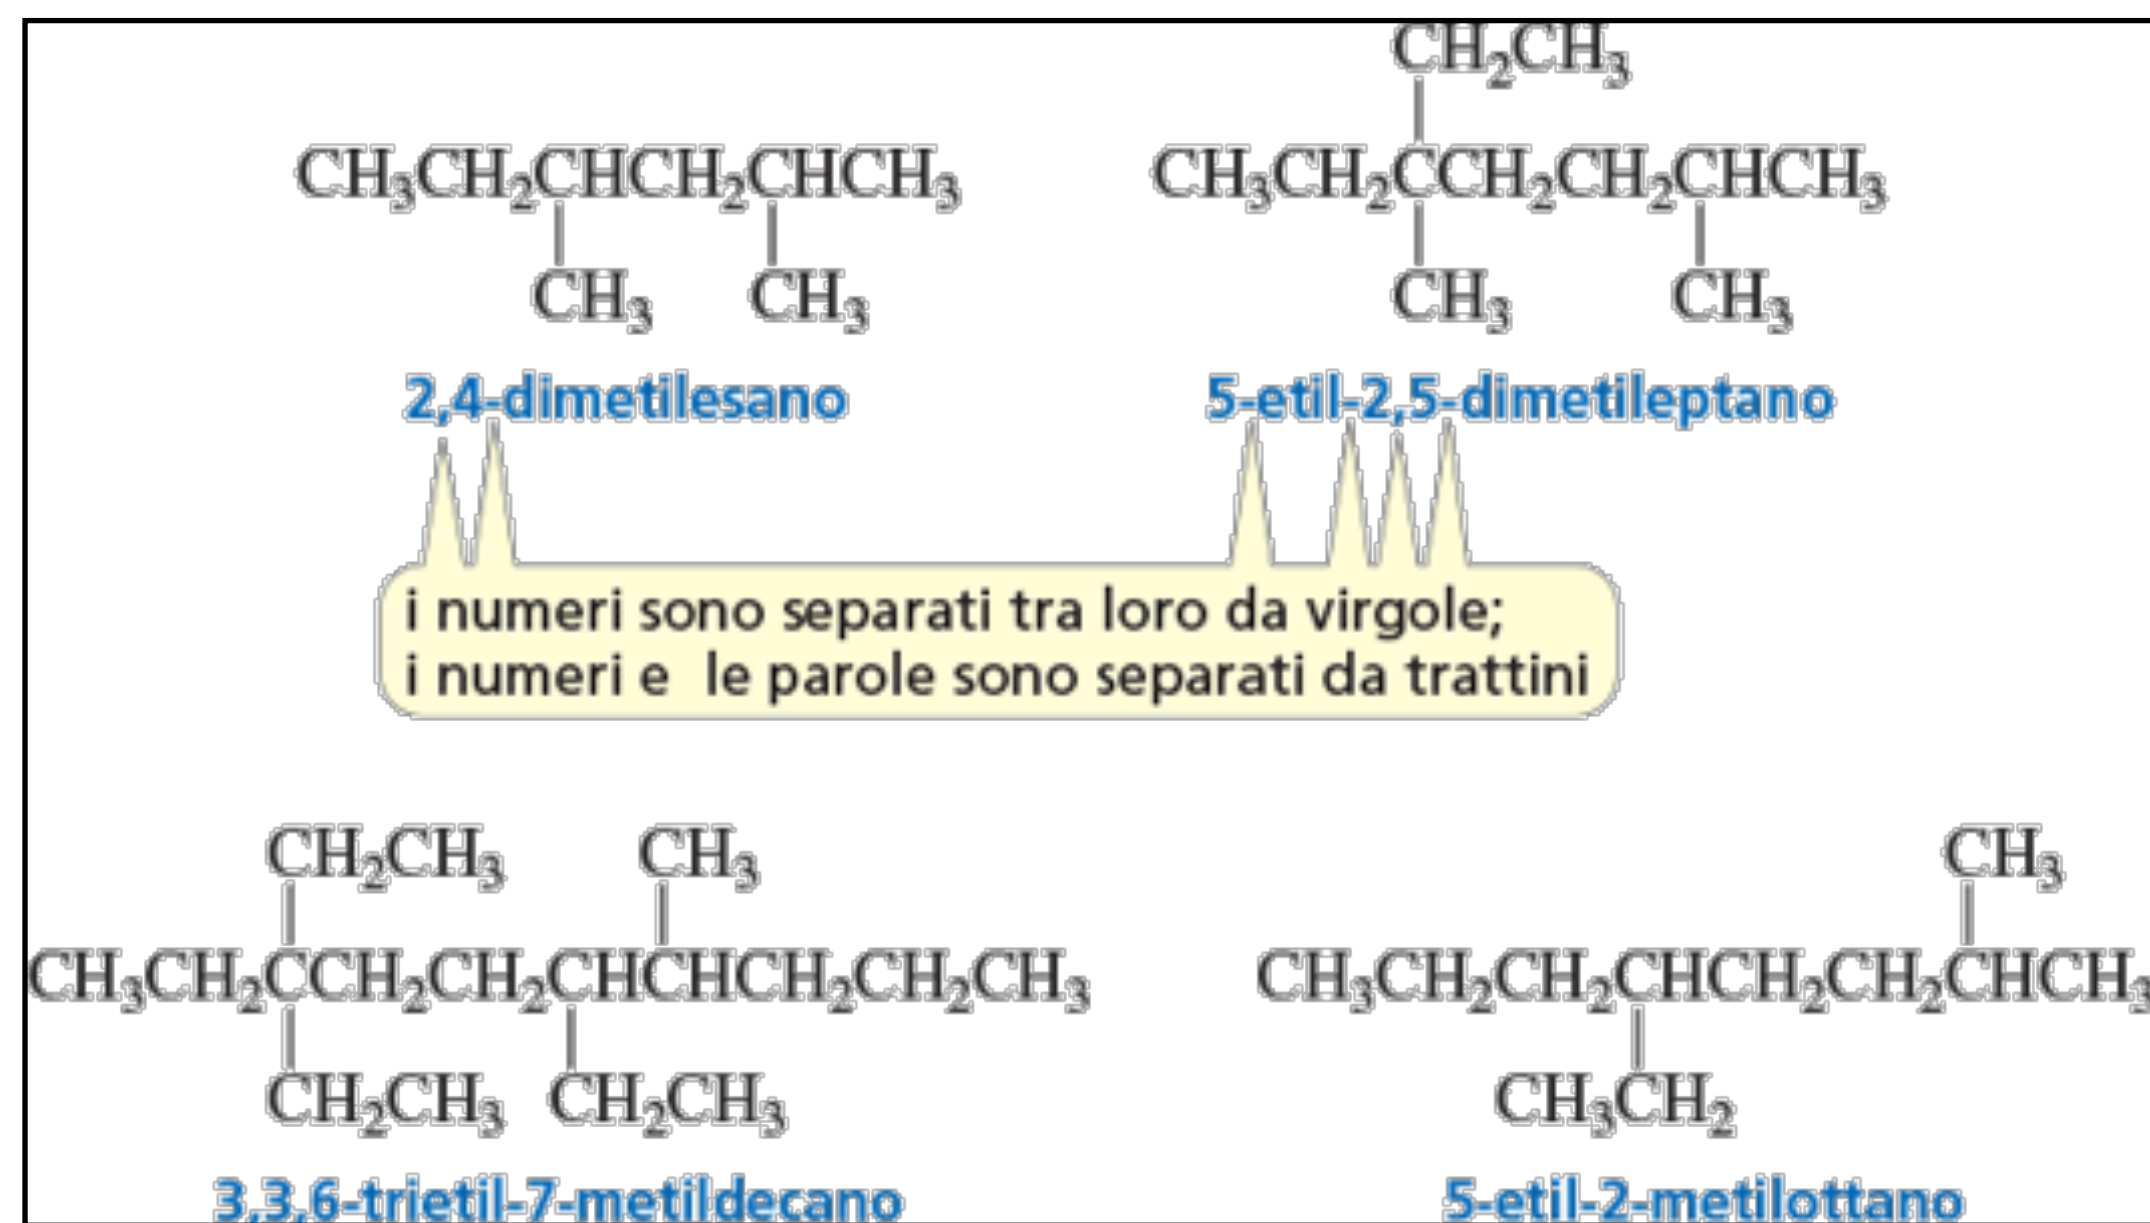 CH₂CH₃
CH₃CH₂CHCH₂CHCH₃
CH₃CH₂CCH₂CH₂CHCH₃
CH₃ CH₃
CH₃ CH₃
2,4-dimetilesano
5-etil-2,5-dimetileptano
i numeri sono separati tra loro da virgole;
i numeri e le parole sono separati da trattini
CH₂CH₃ CH₃
CH₃
CH₃CH₂CCH₂CH₂CHCHCH₂CH₂CH₃
CH₃CH₂CH₂CHCH₂CH₂CHCH₃
CH₂CH₃ CH₂CH₃
CH₃CH₂
3,3,6-trietil-7-metildecano
5-etil-2-metilottano